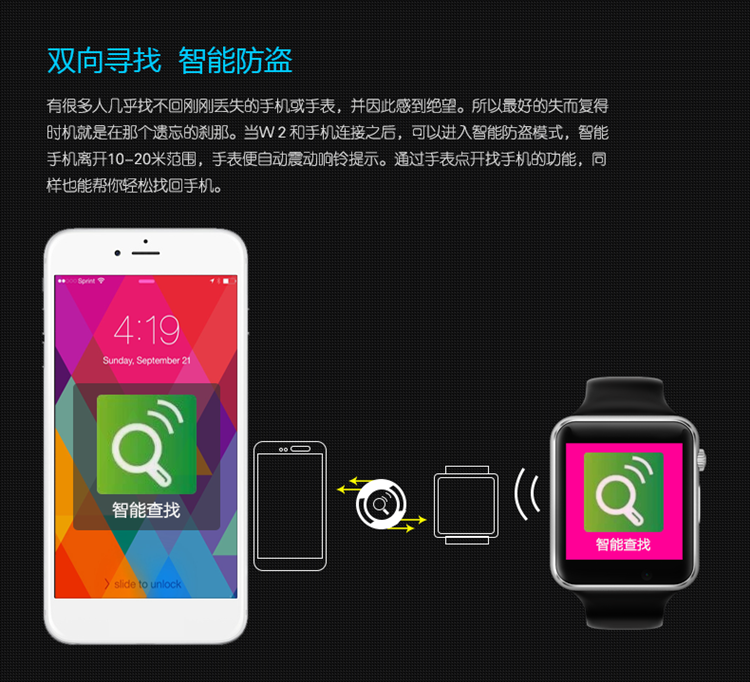 双向寻找 智能防盗
有很多人几乎找不回刚刚丢失的手机或手表，并因此感到绝望。所以最好的失而复得
时机就是在那个遗忘的刹那。当W2和手机连接之后，可以进入智能防盗模式，智能
手机离开10-20米范围，手表便自动震动响铃提示。通过手表点开找手机的功能，同
样也能帮你轻松找回手机。
Sprint
4:19
Sunday, September 21
智能查找
slide to unlock
智能查找